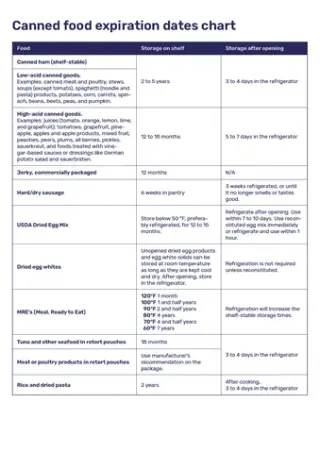 Canned food expiration dates chart
Food
Storage on shelf
Storage after opening
Canned ham (shelf-stable)
Low-acid canned goods.
Examples: canned meat and poultry, stews,
soups (except tomato), spaghetti (noodle and
pasta) products, potatoes, corn, carrots, spin-
ach, beans, beets, peas, and pumpkin.
2 to 5 years
3 to 4 days in the refrigerator
High-acid canned goods.
Examples: juices (tomato, orange, lemon, lime,
and grapefruit); tomatoes, grapefruit, pine-
apple, apples and apple products, mixed fruit,
peaches, pears, plums, all berries, pickles,
sauerkraut, and foods treated with vine-
gar-based sauces or dressings like German
potato salad and sauerbraten.
12 to 18 months
5 to 7 days in the refrigerator
Jerky, commercially packaged
12 months
N/A
Hard/dry sausage
6 weeks in pantry
3 weeks refrigerated, or until
it no longer smells or tastes
good.
USDA Dried Egg Mix
Store below 50 °F, prefera-
bly refrigerated, for 12 to 15
months.
Refrigerate after opening. Use
within 7 to 10 days. Use recon-
stituted egg mix immediately
or refrigerate and use within 1
hour.
Dried egg whites
Unopened dried egg products
and egg white solids can be
stored at room temperature
as long as they are kept cool
and dry. After opening, store
in the refrigerator.
Refrigeration is not required
unless reconstituted.
MRE's (Meal, Ready to Eat)
120°F 1 month
100°F 1 and half years
90°F 2 and half years
80°F 4 years
70°F 4 and half years
60°F 7 years
Refrigeration will increase the
shelf-stable storage times.
Tuna and other seafood in retort pouches
18 months
Meat or poultry products in retort pouches
Use manufacturer's
recommendation on the
package.
3 to 4 days in the refrigerator
Rice and dried pasta
2 years
After cooking,
3 to 4 days in the refrigerator